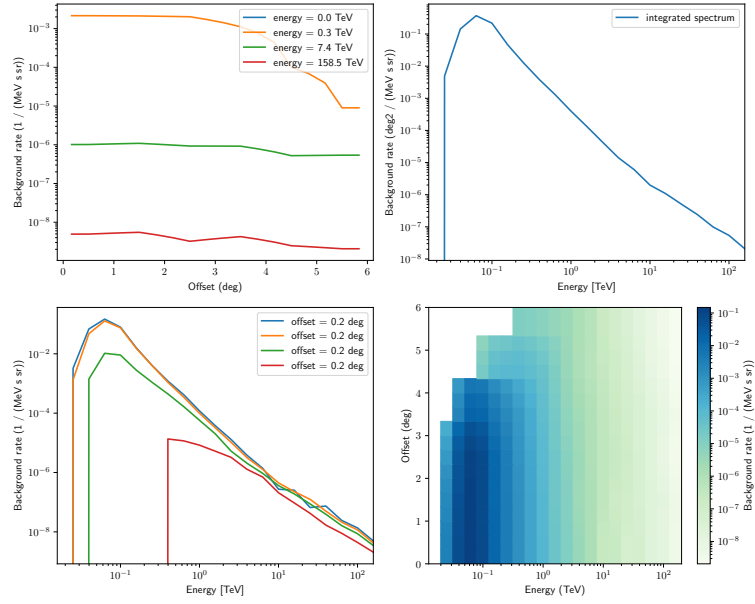 energy = 0.0 TeV
energy = 0.3 TeV
energy = 7.4 TeV
energy = 158.5 TeV
10⁻³
10⁻⁴
10⁻⁵
10⁻⁶
10⁻⁷
10⁻⁸
Background rate (1 / (MeV s sr))
0 1 2 3 4 5 6
Offset (deg)
integrated spectrum
10⁻¹
10⁻²
10⁻³
10⁻⁴
10⁻⁵
10⁻⁶
10⁻⁷
10⁻⁸
Background rate (deg2 / (MeV s sr))
10⁻¹ 10⁰ 10¹ 10²
Energy [TeV]
offset = 0.2 deg
offset = 0.2 deg
offset = 0.2 deg
offset = 0.2 deg
10⁻²
10⁻⁴
10⁻⁶
10⁻⁸
Background rate (1 / (MeV s sr))
10⁻¹ 10⁰ 10¹ 10²
Energy [TeV]
6
5
4
3
2
1
0
Offset (deg)
10⁻¹ 10⁰ 10¹ 10²
Energy (TeV)
10⁻¹
10⁻²
10⁻³
10⁻⁴
10⁻⁵
10⁻⁶
10⁻⁷
10⁻⁸
Background rate (1 / (MeV s sr))